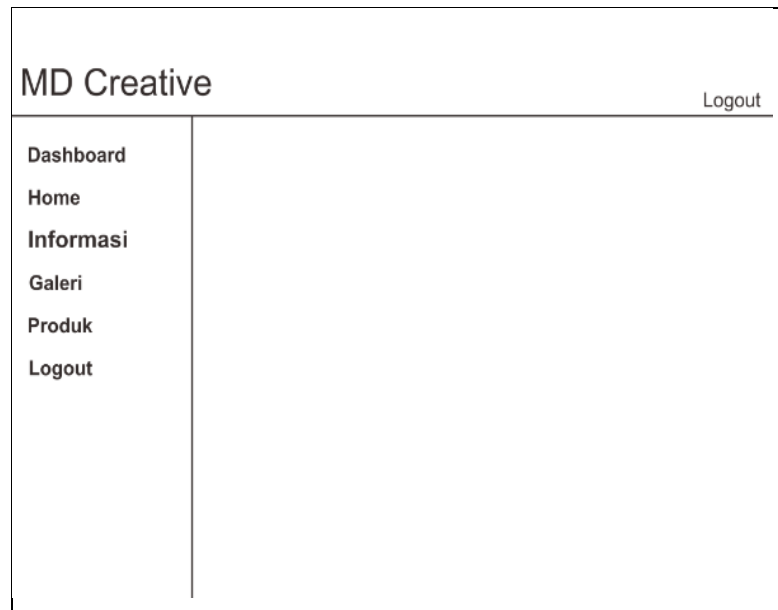 MD Creative
Logout
Dashboard
Home
Informasi
Galeri
Produk
Logout